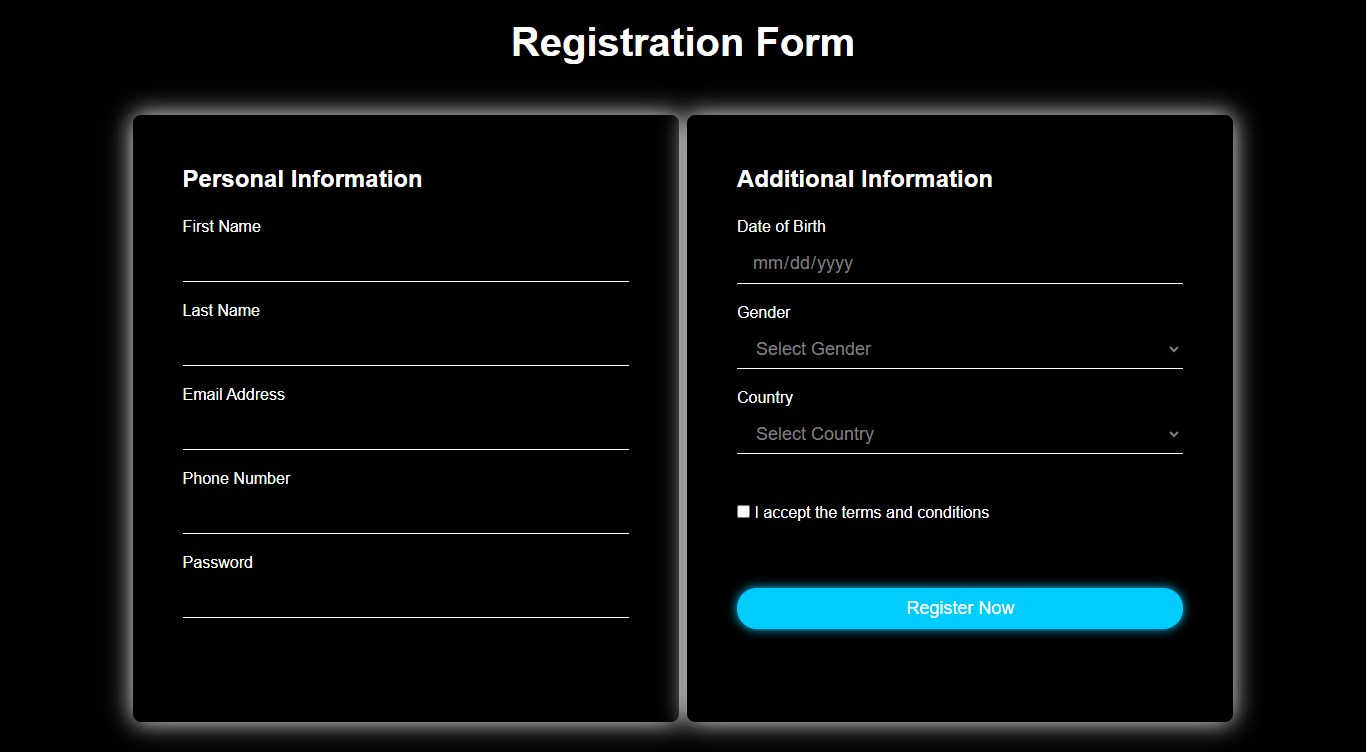 Registration Form
Personal Information
First Name
Last Name
Email Address
Phone Number
Password
Additional Information
Date of Birth
mm/dd/yyyy
Gender
Select Gender
Country
Select Country
I accept the terms and conditions
Register Now